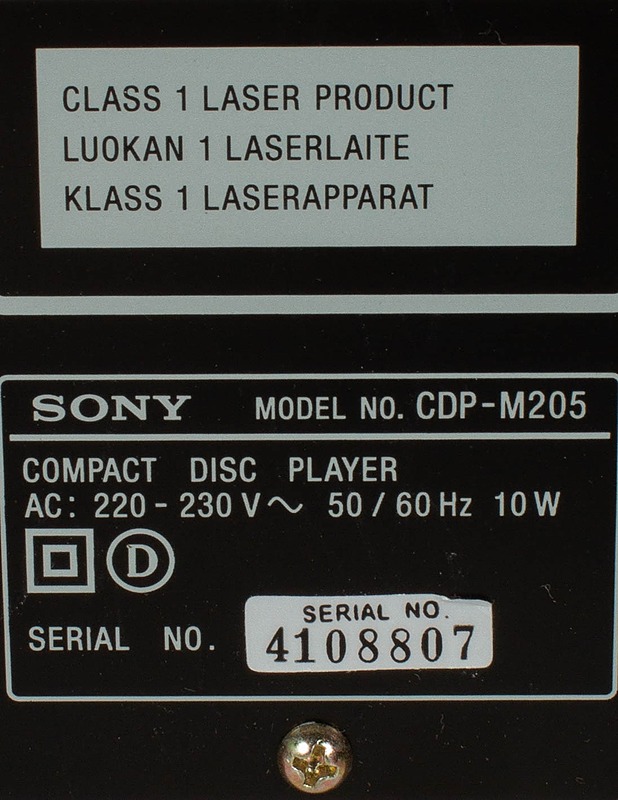 CLASS 1 LASER PRODUCT
LUOKAN 1 LASERLAITE
KLASS 1 LASERAPPARAT
SONY MODEL NO. CDP-M205
COMPACT DISC PLAYER
AC: 220 - 230 V ~ 50 / 60 Hz 10 W
D
SERIAL NO.
SERIAL NO.
4108807